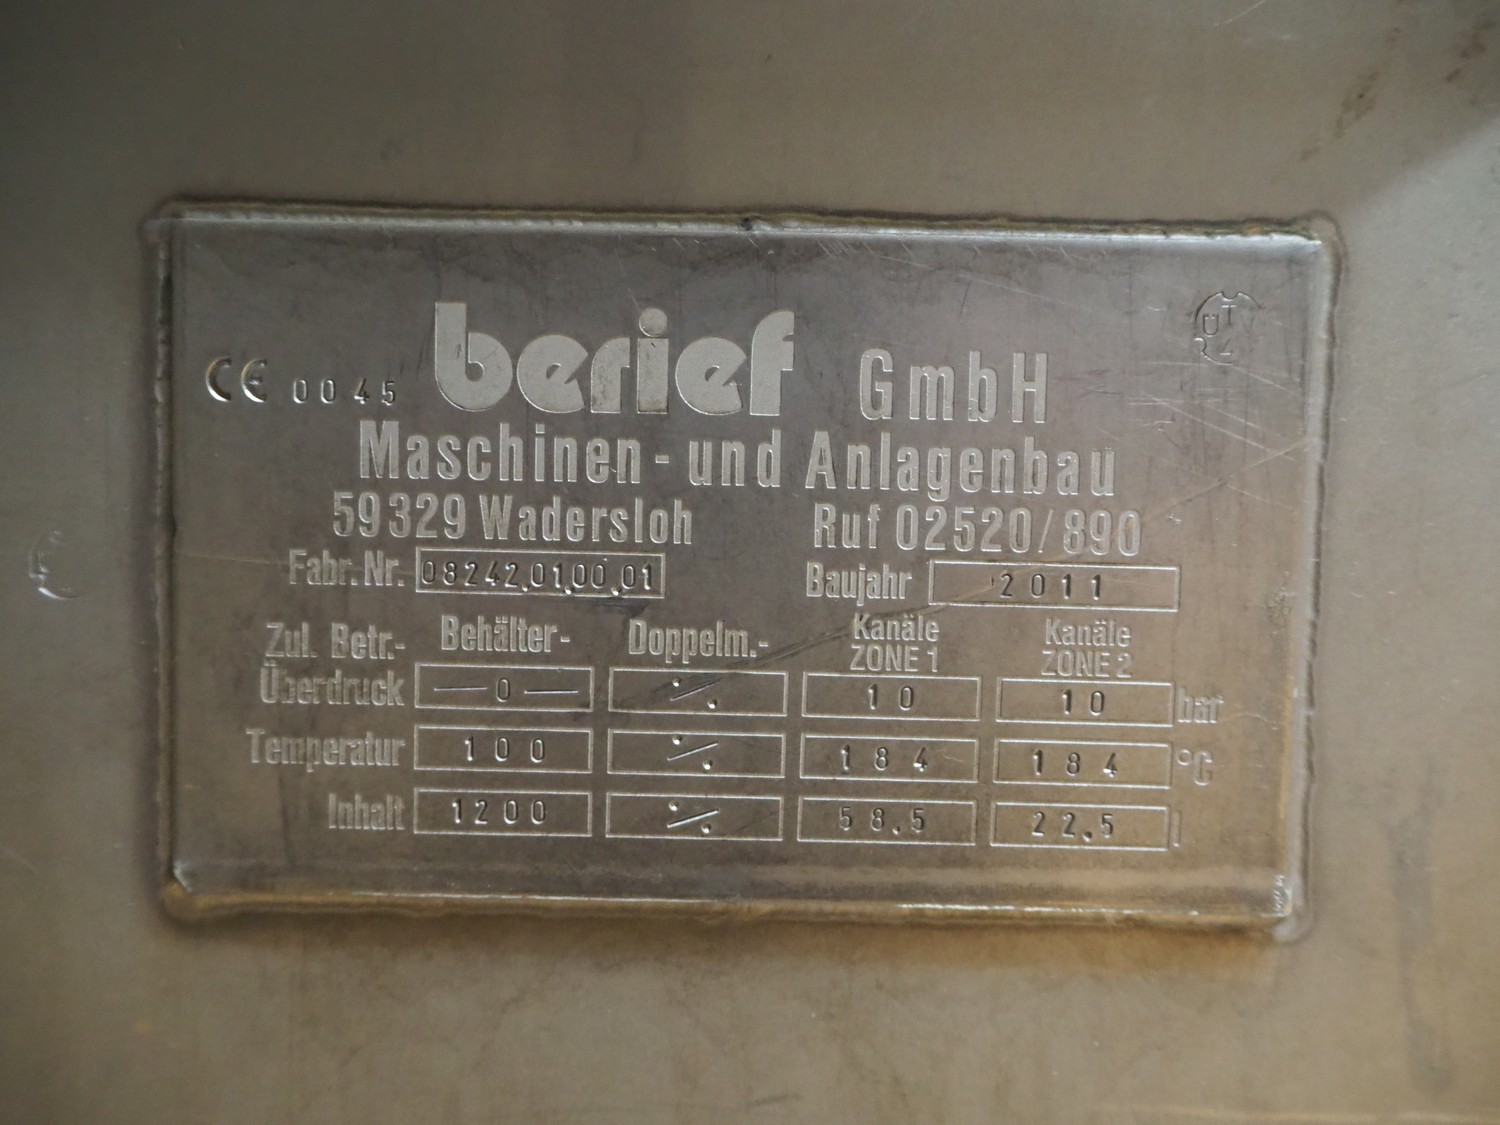 CE 0045 berief GmbH
Maschinen- und Anlagenbau
59329 Wadersloh Ruf 02520/890
Fabr. Nr. 08242.01.00.01 Baujahr 2011
Zul. Betr.- Behälter- Doppelm.- Kanäle ZONE 1 Kanäle ZONE 2
Überdruck — 0 — ·/. 10 10 bar
Temperatur 100 ·/. 184 184 °C
Inhalt 1200 ·/. 58.5 22.5 l